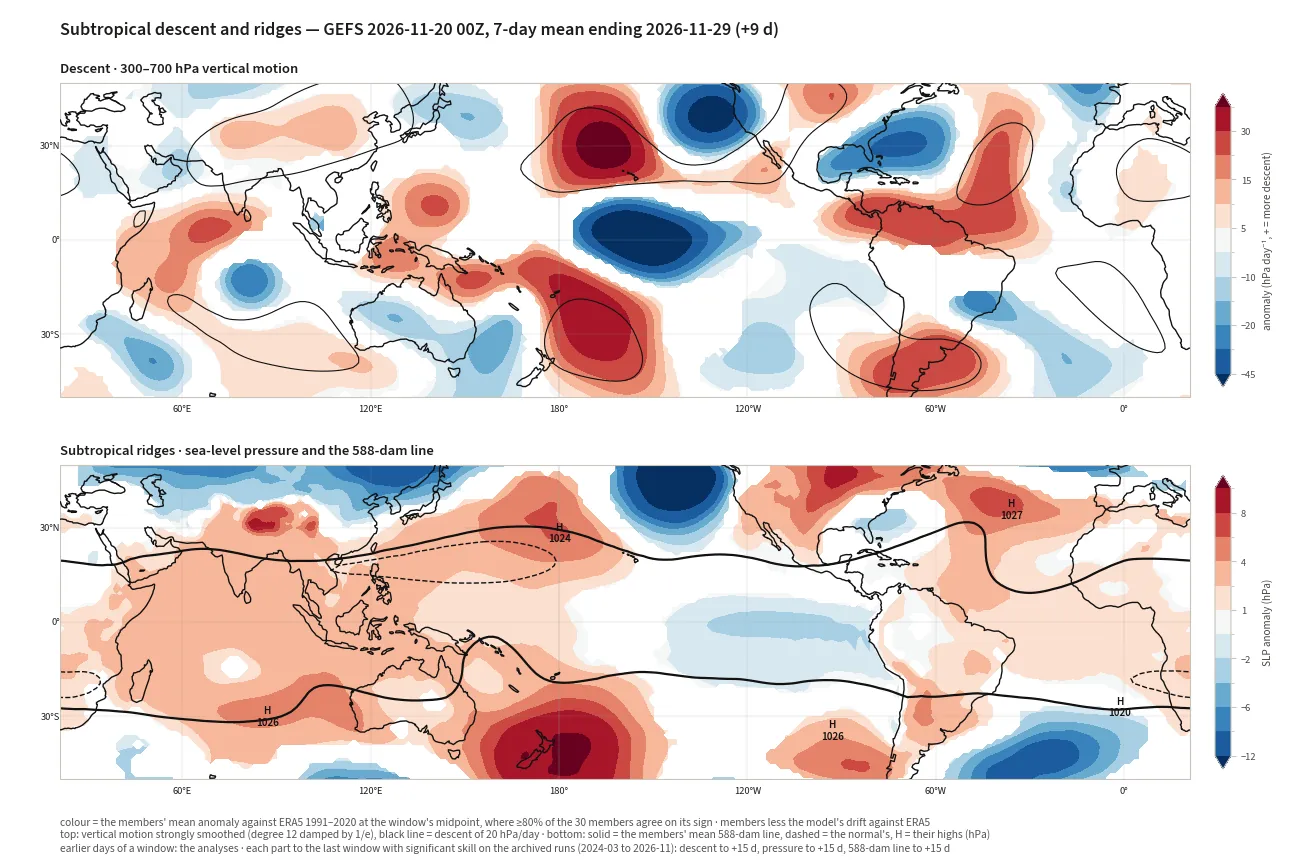 Subtropical descent and ridges — GEFS 2026-11-20 00Z, 7-day mean ending 2026-11-29 (+9 d)
Descent · 300–700 hPa vertical motion
30°N
0°
30°S
60°E 120°E 180° 120°W 60°W 0°
30
15
5
−10
−20
−45
anomaly (hPa day⁻¹, + = more descent)
Subtropical ridges · sea-level pressure and the 588-dam line
30°N
0°
30°S
H
1024
H
1027
H
1026
H
1026
H
1020
60°E 120°E 180° 120°W 60°W 0°
8
4
1
−2
−6
−12
SLP anomaly (hPa)
colour = the members' mean anomaly against ERA5 1991–2020 at the window's midpoint, where ≥80% of the 30 members agree on its sign · members less the model's drift against ERA5
top: vertical motion strongly smoothed (degree 12 damped by 1/e), black line = descent of 20 hPa/day · bottom: solid = the members' mean 588-dam line, dashed = the normal's, H = their highs (hPa)
earlier days of a window: the analyses · each part to the last window with significant skill on the archived runs (2024-03 to 2026-11): descent to +15 d, pressure to +15 d, 588-dam line to +15 d